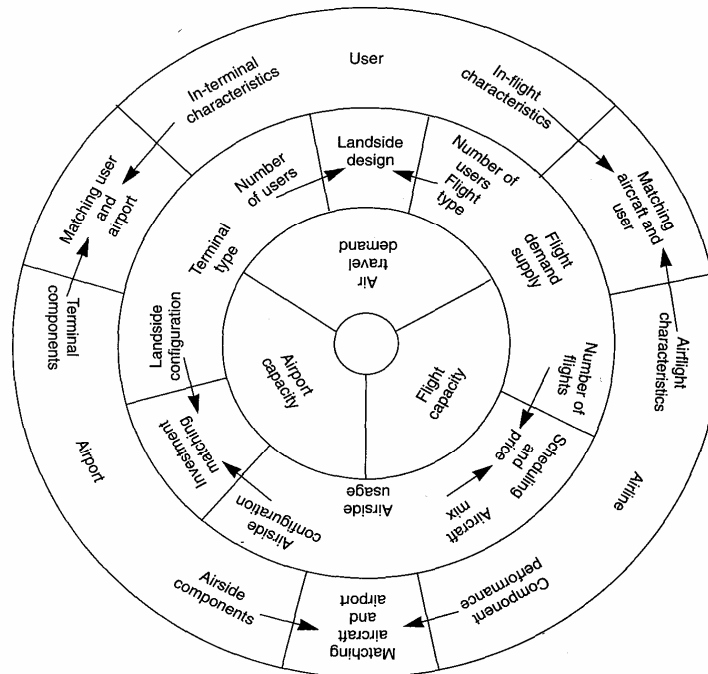 User
In-terminal
characteristics
In-flight
characteristics
Matching user
and
airport
Matching
aircraft and
user
Terminal
components
Airflight characteristics
Airport
Airline
Airside
components
Component
performance
Matching
aircraft
and
airport
Landside
design
Number
of users
Number of
users
Flight
type
Terminal
type
Flight
demand
supply
Landside
configuration
Number of
flights
Investment
matching
Scheduling
and
price
Airside
configuration
Aircraft
mix
Airside
usage
Air
travel
demand
Airport
capacity
Flight
capacity